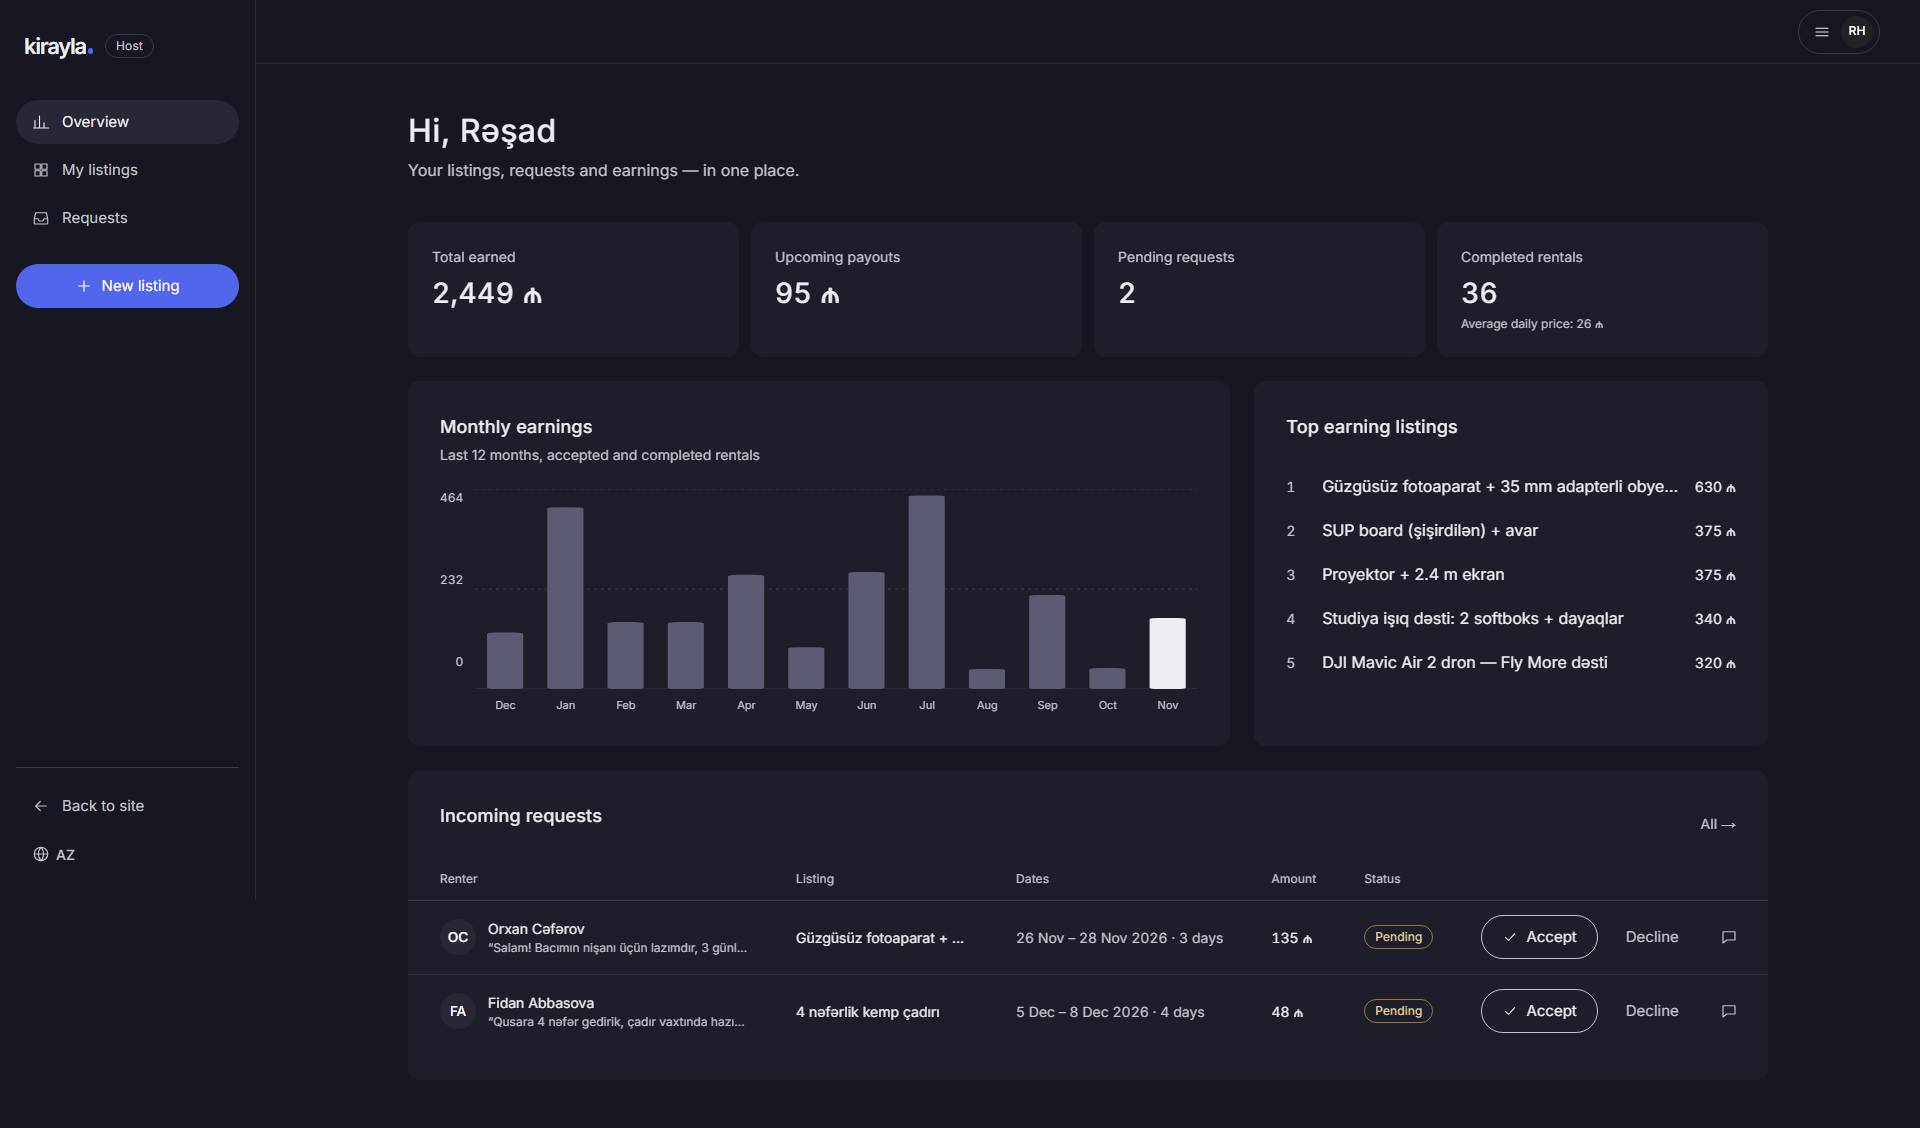 kirayla.
Host
RH
Overview
My listings
Requests
New listing
Back to site
AZ
Hi, Rəşad
Your listings, requests and earnings — in one place.
Total earned
2,449 ₼
Upcoming payouts
95 ₼
Pending requests
2
Completed rentals
36
Average daily price: 26 ₼
Monthly earnings
Last 12 months, accepted and completed rentals
464
232
0
Dec Jan Feb Mar Apr May Jun Jul Aug Sep Oct Nov
Top earning listings
1 Güzgüsüz fotoaparat + 35 mm adapterli obye... 630 ₼
2 SUP board (şişirdilən) + avar 375 ₼
3 Proyektor + 2.4 m ekran 375 ₼
4 Studiya işıq dəsti: 2 softboks + dayaqlar 340 ₼
5 DJI Mavic Air 2 dron — Fly More dəsti 320 ₼
Incoming requests
All →
Renter Listing Dates Amount Status
OC Orxan Cəfərov
“Salam! Bacımın nişanı üçün lazımdır, 3 günl...
Güzgüsüz fotoaparat + ... 26 Nov – 28 Nov 2026 · 3 days 135 ₼ Pending Accept Decline
FA Fidan Abbasova
“Qusara 4 nəfər gedirik, çadır vaxtında hazı...
4 nəfərlik kemp çadırı 5 Dec – 8 Dec 2026 · 4 days 48 ₼ Pending Accept Decline